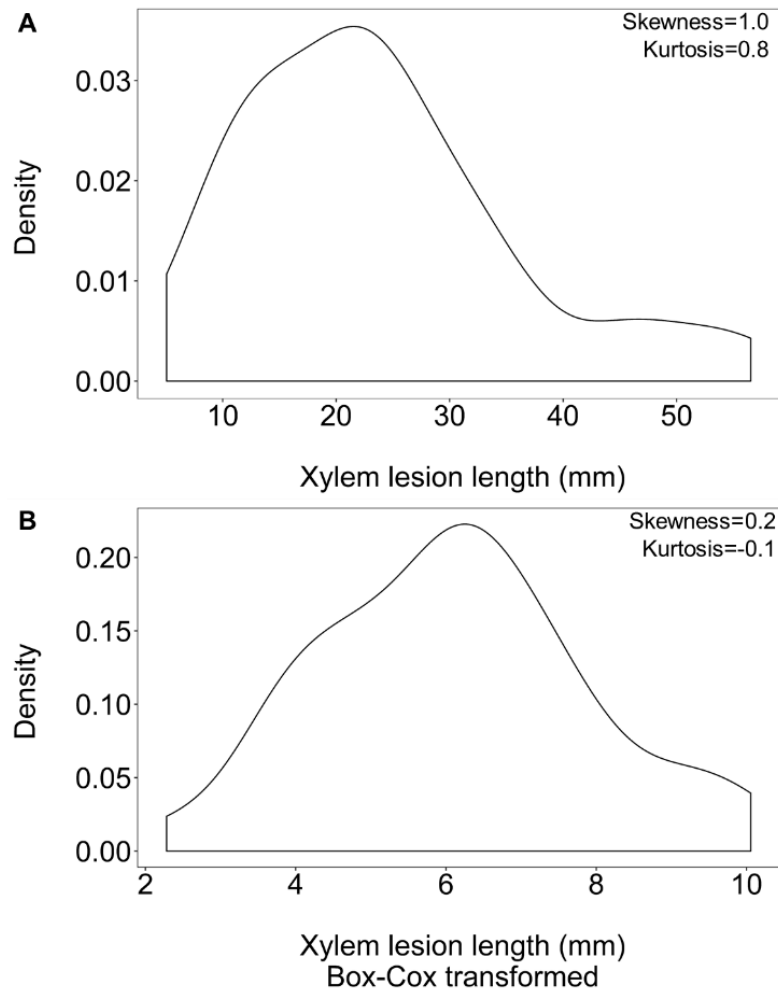 A
Skewness=1.0
Kurtosis=0.8
0.03
0.02
0.01
0.00
Density
10 20 30 40 50
Xylem lesion length (mm)
B
Skewness=0.2
Kurtosis=-0.1
0.20
0.15
0.10
0.05
0.00
Density
2 4 6 8 10
Xylem lesion length (mm)
Box-Cox transformed